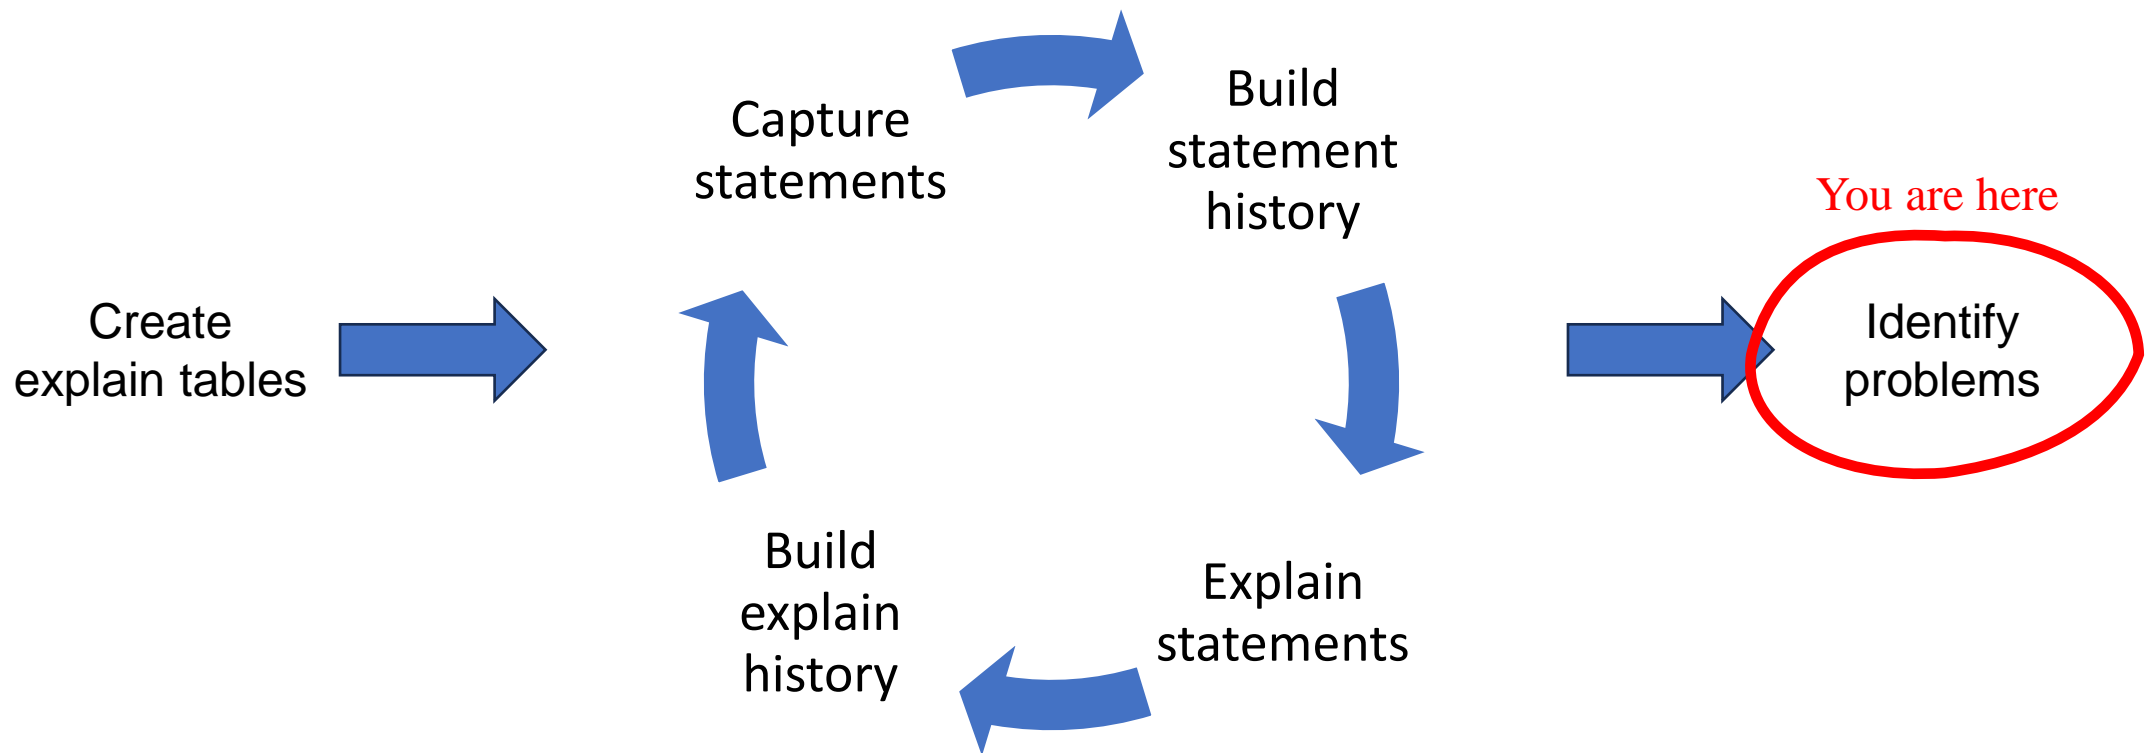 Create
explain tables
Capture
statements
Build
statement
history
Explain
statements
Build
explain
history
You are here
Identify
problems